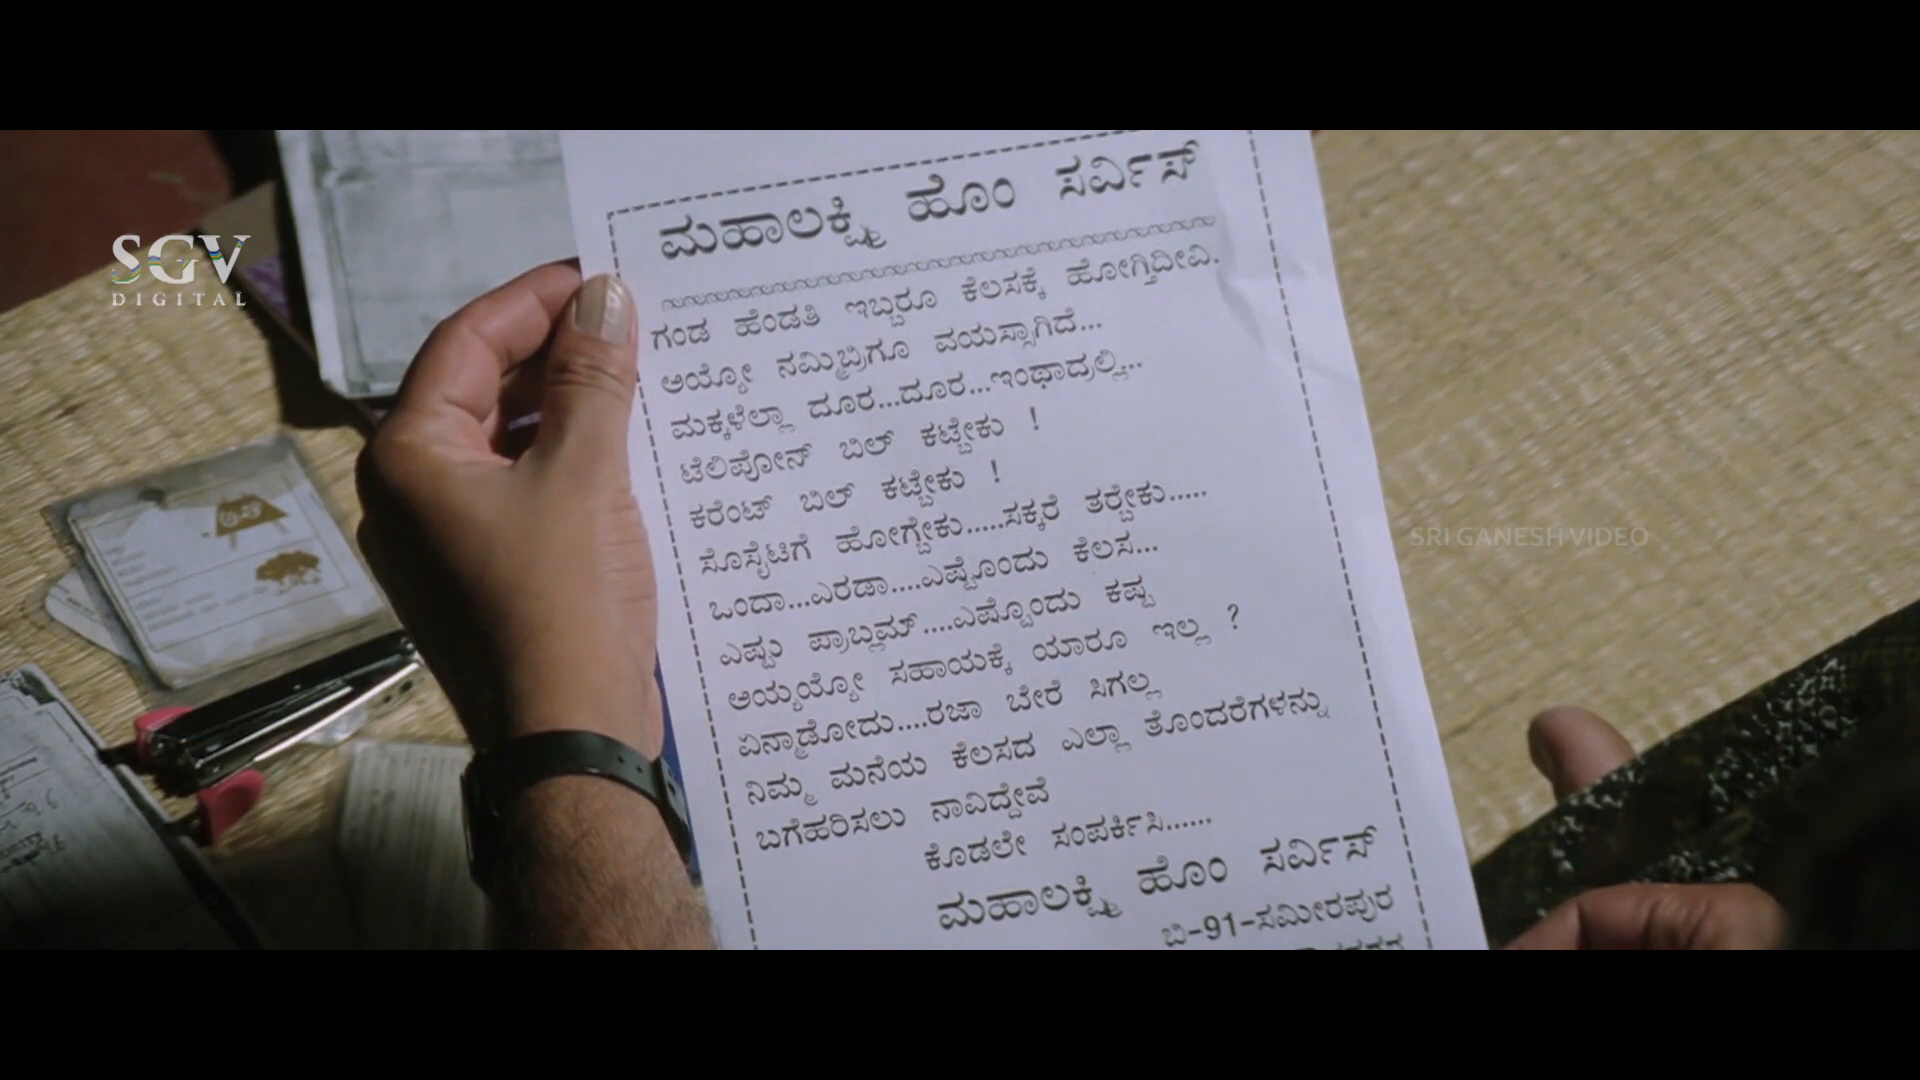 ಮಹಾಲಕ್ಷ್ಮಿ ಹೊಂ ಸರ್ವಿಸ್
SGV
DIGITAL
ಗಂಡ ಹೆಂಡತಿ ಇಬ್ಬರೂ ಕೆಲಸಕ್ಕೆ ಹೋಗ್ತಿದೀವಿ.
ಅಯ್ಯೋ ನಮ್ಮಿಬ್ರಿಗೂ ವಯಸ್ಸಾಗಿದೆ...
ಮಕ್ಕಳೆಲ್ಲಾ ದೂರ...ದೂರ...ಇಂಥಾದ್ರಲ್ಲಿ...
ಟೆಲಿಪೋನ್ ಬಿಲ್ ಕಟ್ಬೇಕು !
ಕರೆಂಟ್ ಬಿಲ್ ಕಟ್ಬೇಕು !
ಸೊಸೈಟಿಗೆ ಹೋಗ್ಬೇಕು.....ಸಕ್ಕರೆ ತರ್‍ಬೇಕು.....
SRI GANESH VIDEO
ಒಂದಾ...ಎರಡಾ....ಎಷ್ಟೊಂದು ಕೆಲಸ...
ಎಷ್ಟು ಪ್ರಾಬ್ಲಮ್....ಎಷ್ಟೊಂದು ಕಷ್ಟ
ಅಯ್ಯಯ್ಯೋ ಸಹಾಯಕ್ಕೆ ಯಾರೂ ಇಲ್ಲ ?
ಏನ್ಮಾಡೋದು....ರಜಾ ಬೇರೆ ಸಿಗಲ್ಲ
ನಿಮ್ಮ ಮನೆಯ ಕೆಲಸದ ಎಲ್ಲಾ ತೊಂದರೆಗಳನ್ನು
ಬಗೆಹರಿಸಲು ನಾವಿದ್ದೇವೆ
ಕೊಡಲೇ ಸಂಪರ್ಕಿಸಿ......
ಮಹಾಲಕ್ಷ್ಮಿ ಹೊಂ ಸರ್ವಿಸ್
ಬಿ-91-ಸಮೀರಪುರ